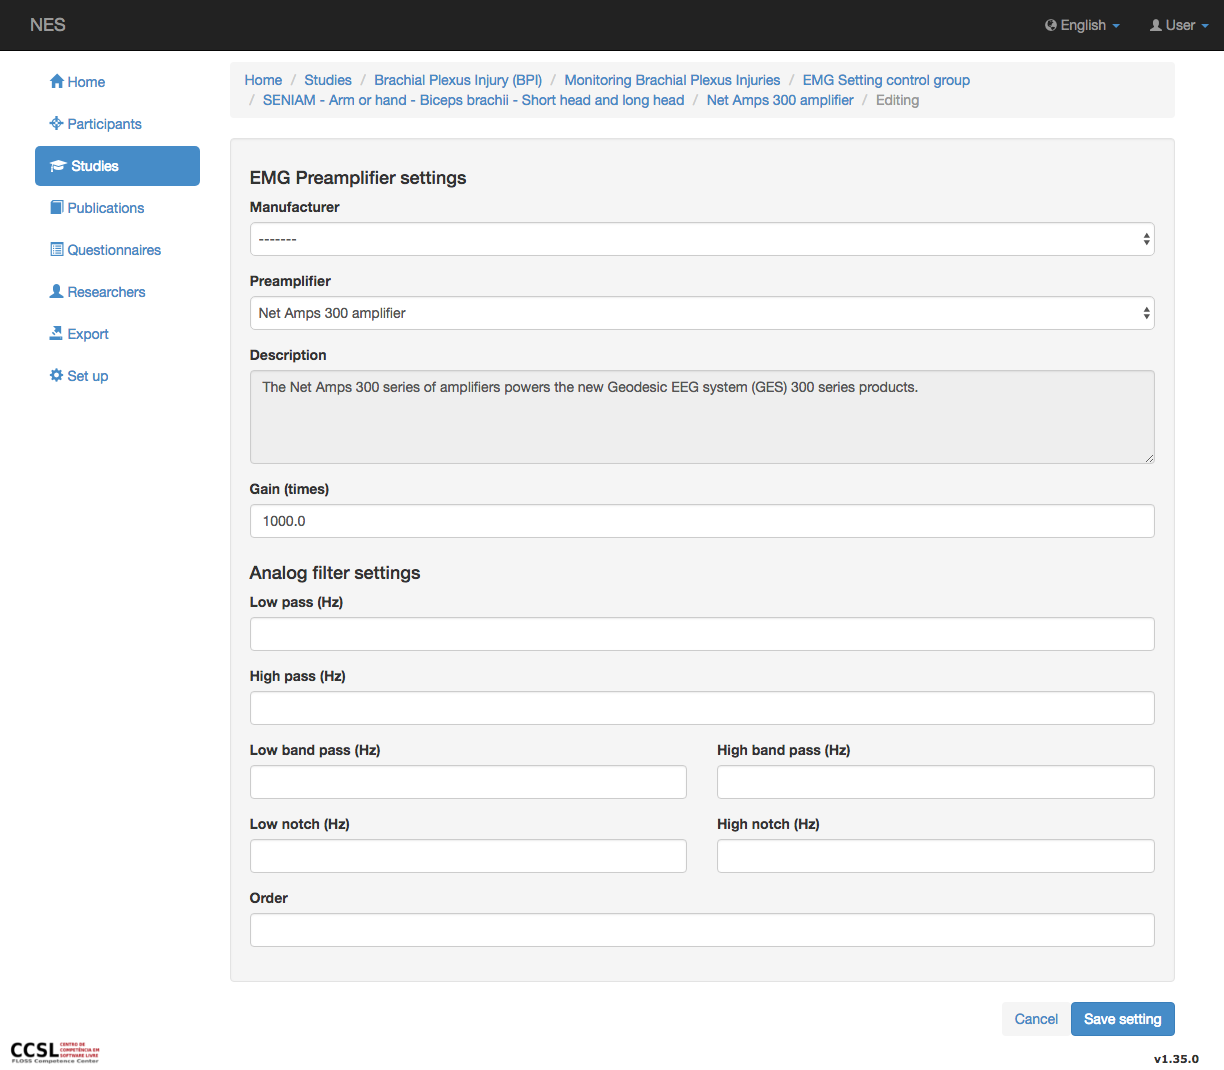 NES
English
User
Home
Participants
Studies
Publications
Questionnaires
Researchers
Export
Set up
Home / Studies / Brachial Plexus Injury (BPI) / Monitoring Brachial Plexus Injuries / EMG Setting control group
/ SENIAM - Arm or hand - Biceps brachii - Short head and long head / Net Amps 300 amplifier / Editing
EMG Preamplifier settings
Manufacturer
-------
Preamplifier
Net Amps 300 amplifier
Description
The Net Amps 300 series of amplifiers powers the new Geodesic EEG system (GES) 300 series products.
Gain (times)
1000.0
Analog filter settings
Low pass (Hz)
High pass (Hz)
Low band pass (Hz)
High band pass (Hz)
Low notch (Hz)
High notch (Hz)
Order
Cancel
Save setting
CCSL
CENTRO DE
COMPETÊNCIA EM
SOFTWARE LIVRE
FLOSS Competence Center
v1.35.0